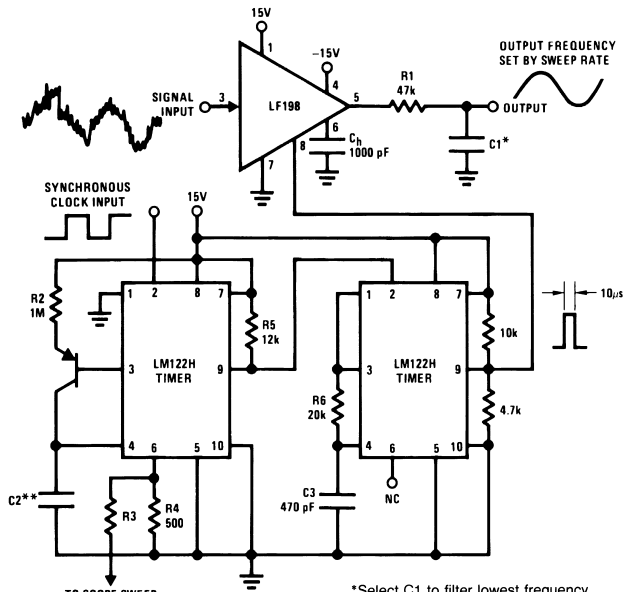 15V
1
-15V
4
OUTPUT FREQUENCY
SET BY SWEEP RATE
SIGNAL
INPUT
3
LF198
5
R1
47k
OUTPUT
6
8
Ch
1000 pF
C1*
7
SYNCHRONOUS
CLOCK INPUT
15V
10μs
R2
1M
1
2
8
7
R5
12k
3
LM122H
TIMER
9
4
6
5
10
C2**
R3
R4
500
1
2
8
7
10k
3
LM122H
TIMER
9
R6
20k
4.7k
4
6
5
10
C3
470 pF
NC
*Select C1 to filter lowest frequency